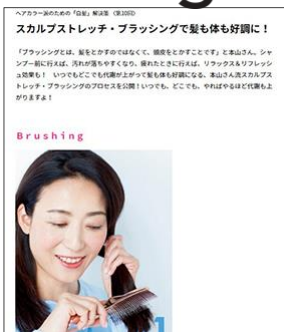 ヘアカラー派のための「白髪」解決塾 (第10回)
スカルプストレッチ・ブラッシングで髪も体も好調に！
「ブラッシングとは、髪をとかすのではなくて、頭皮をとかすことです」と本山さん。シャ
ンプー前に行えば、汚れが落ちやすくなり、疲れたときに行えば、リラックス＆リフレッシ
ュ効果も！ いつでもどこでも代謝が上がって髪も体も好調になる、本山さん流スカルプス
トレッチ・ブラッシングのプロセスを公開！いつでも、どこでも、やればやるほど代謝も上
がりますよ！
Brushing
1